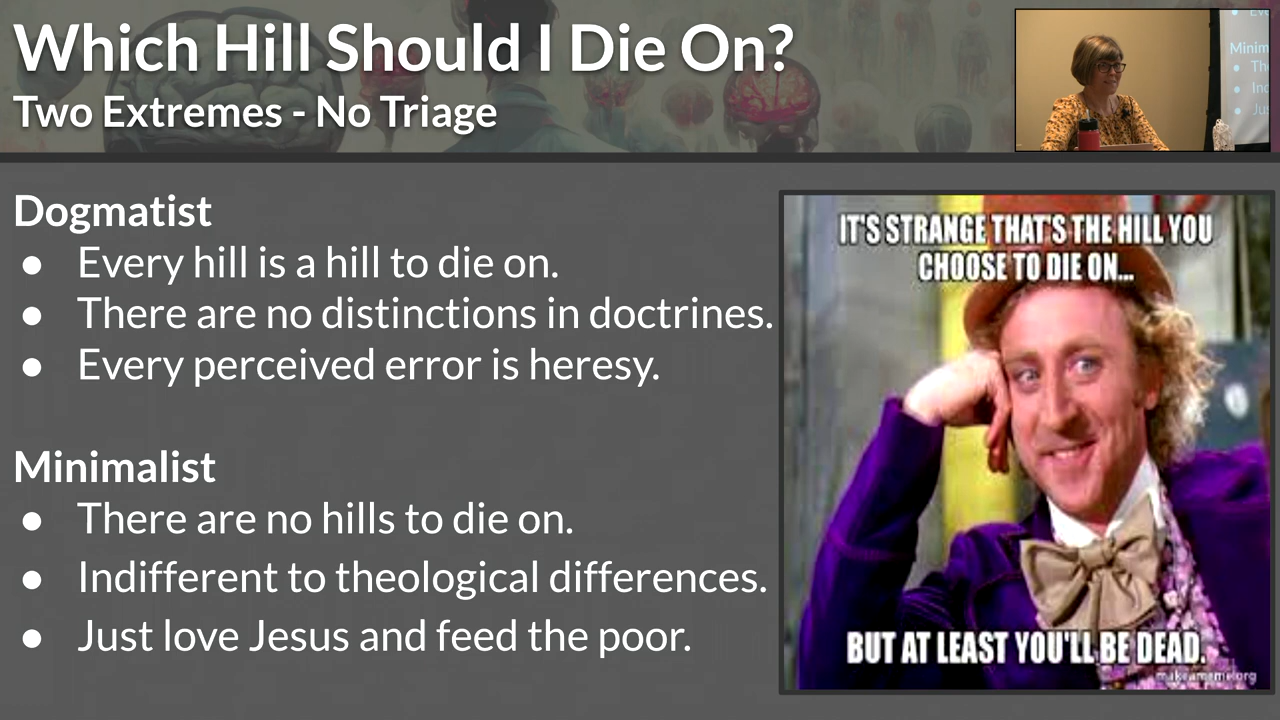 Which Hill Should I Die On?
Two Extremes - No Triage
Minim
Dogmatist
● Every hill is a hill to die on.
● There are no distinctions in doctrines.
● Every perceived error is heresy.
Minimalist
● There are no hills to die on.
● Indifferent to theological differences.
● Just love Jesus and feed the poor.
IT'S STRANGE THAT'S THE HILL YOU
CHOOSE TO DIE ON...
BUT AT LEAST YOU'LL BE DEAD.
makeameme.org